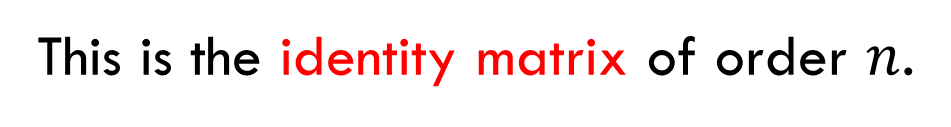 This is the identity matrix of order n.